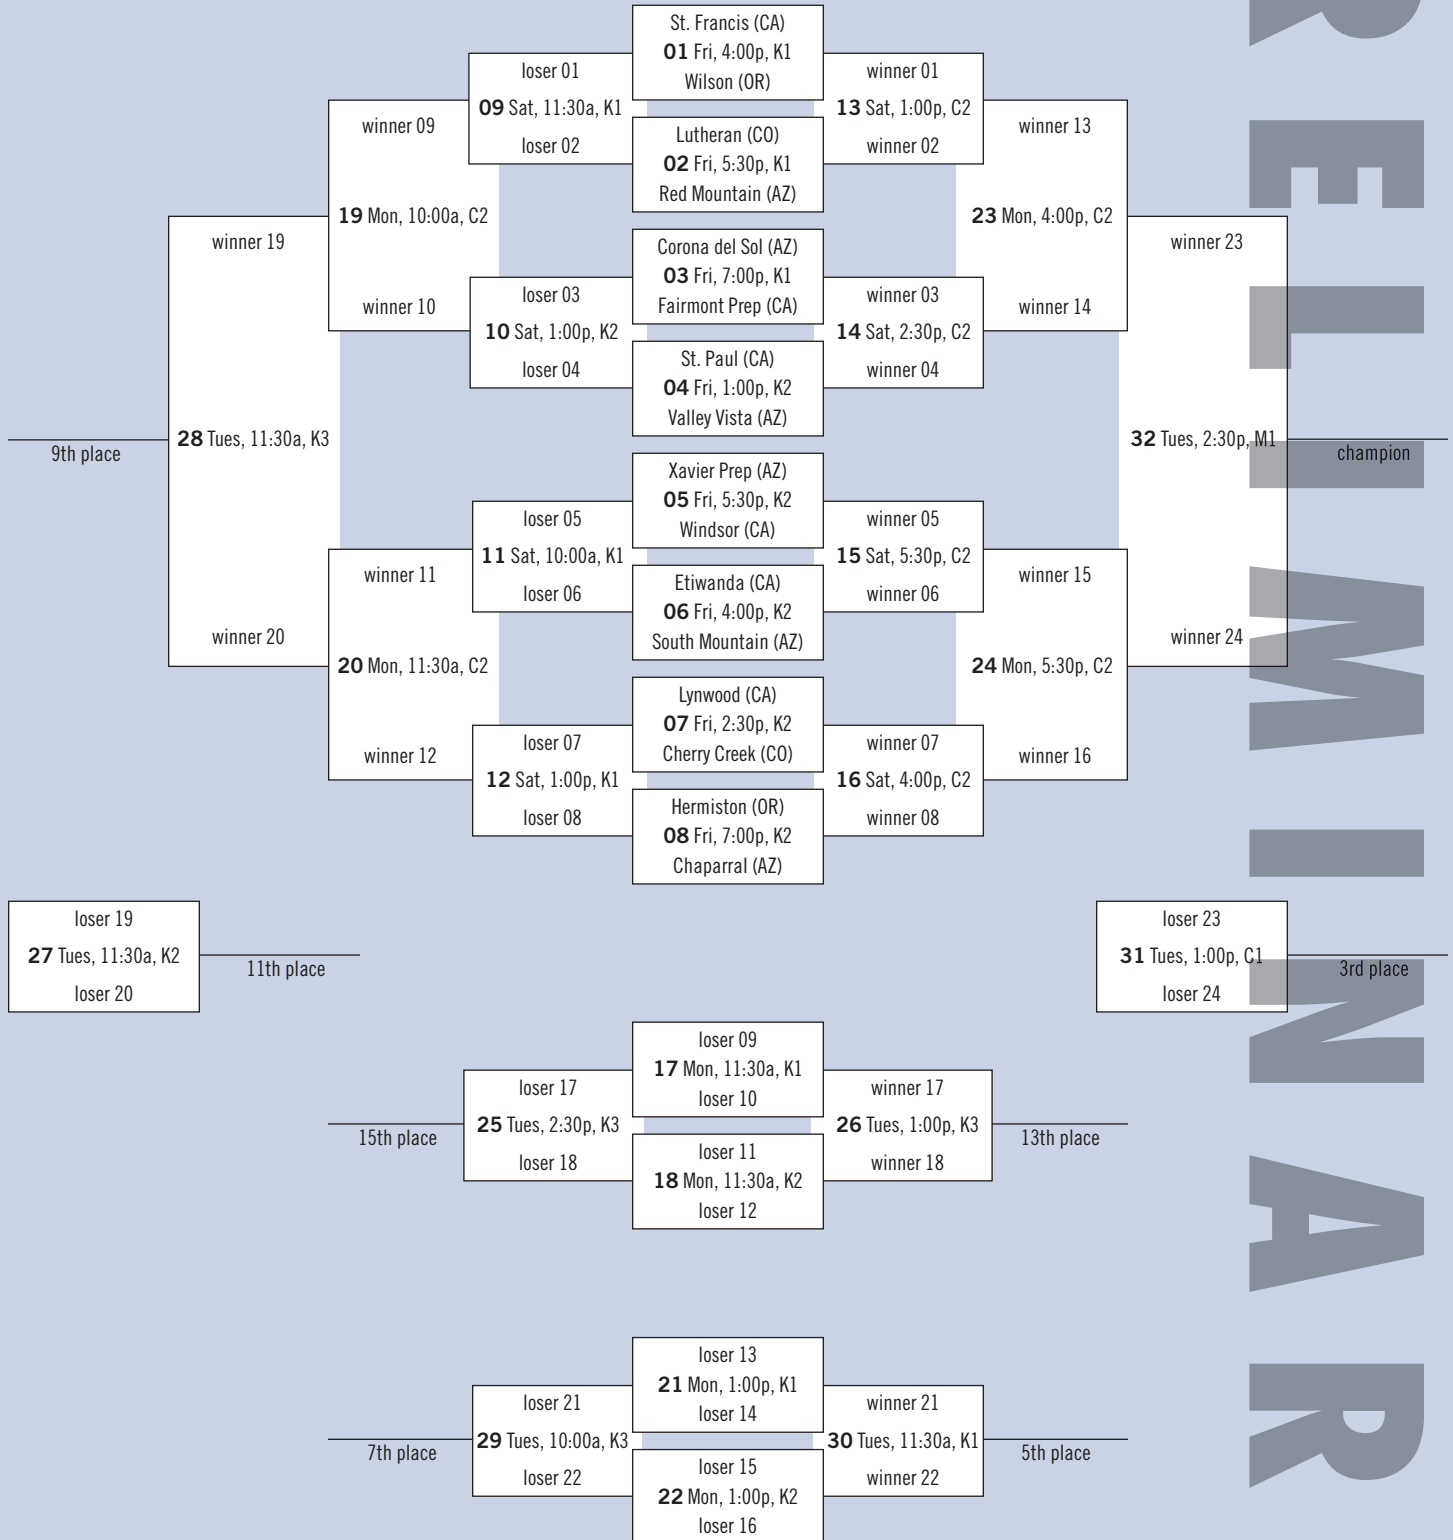 St. Francis (CA)
01 Fri, 4:00p, K1
Wilson (OR)
Lutheran (CO)
02 Fri, 5:30p, K1
Red Mountain (AZ)
Corona del Sol (AZ)
03 Fri, 7:00p, K1
Fairmont Prep (CA)
St. Paul (CA)
04 Fri, 1:00p, K2
Valley Vista (AZ)
Xavier Prep (AZ)
05 Fri, 5:30p, K2
Windsor (CA)
Etiwanda (CA)
06 Fri, 4:00p, K2
South Mountain (AZ)
Lynwood (CA)
07 Fri, 2:30p, K2
Cherry Creek (CO)
Hermiston (OR)
08 Fri, 7:00p, K2
Chaparral (AZ)
loser 01
09 Sat, 11:30a, K1
loser 02
loser 03
10 Sat, 1:00p, K2
loser 04
loser 05
11 Sat, 10:00a, K1
loser 06
loser 07
12 Sat, 1:00p, K1
loser 08
winner 01
13 Sat, 1:00p, C2
winner 02
winner 03
14 Sat, 2:30p, C2
winner 04
winner 05
15 Sat, 5:30p, C2
winner 06
winner 07
16 Sat, 4:00p, C2
winner 08
winner 09
19 Mon, 10:00a, C2
winner 10
winner 11
20 Mon, 11:30a, C2
winner 12
winner 13
23 Mon, 4:00p, C2
winner 14
winner 15
24 Mon, 5:30p, C2
winner 16
winner 19
28 Tues, 11:30a, K3
winner 20
9th place
winner 23
32 Tues, 2:30p, M1
winner 24
champion
loser 19
27 Tues, 11:30a, K2
loser 20
11th place
loser 23
31 Tues, 1:00p, C1
loser 24
3rd place
loser 09
17 Mon, 11:30a, K1
loser 10
loser 11
18 Mon, 11:30a, K2
loser 12
loser 17
25 Tues, 2:30p, K3
loser 18
15th place
winner 17
26 Tues, 1:00p, K3
winner 18
13th place
loser 13
21 Mon, 1:00p, K1
loser 14
loser 15
22 Mon, 1:00p, K2
loser 16
loser 21
29 Tues, 10:00a, K3
loser 22
7th place
winner 21
30 Tues, 11:30a, K1
winner 22
5th place
RELIMINAR